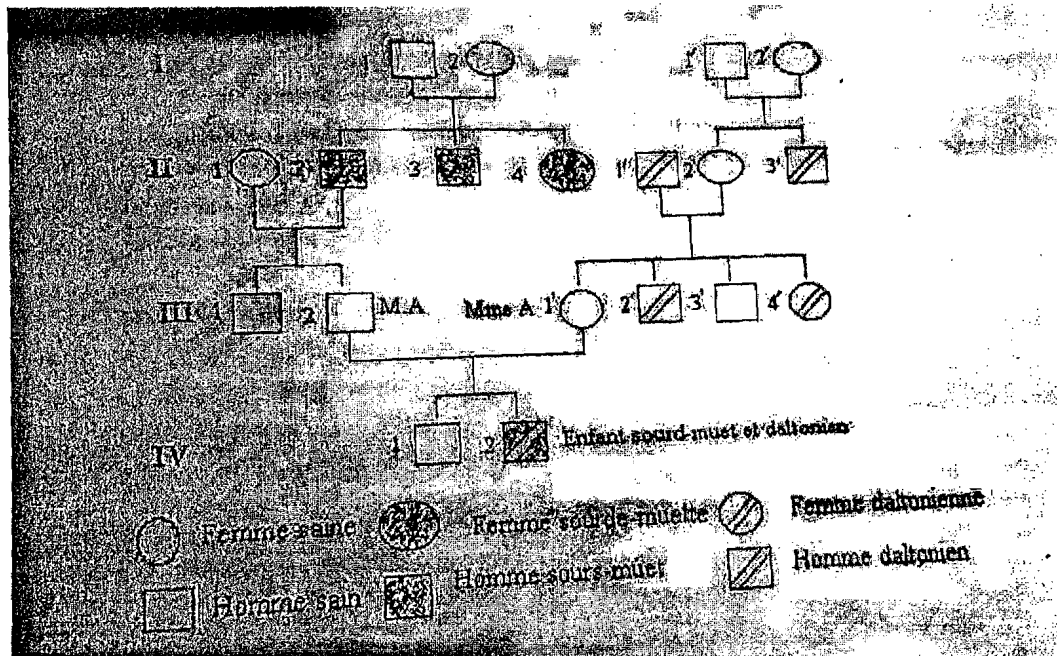 I 1 2 1' 2'
II 1 2 3 4 1' 2' 3'
III 1 2 M.A Mme A 1' 2' 3' 4'
IV 1 2 Enfant sourd-muet et daltonien
Femme saine Femme sourde-muette Femme daltonienne
Homme sain Homme sours-muet Homme daltonien